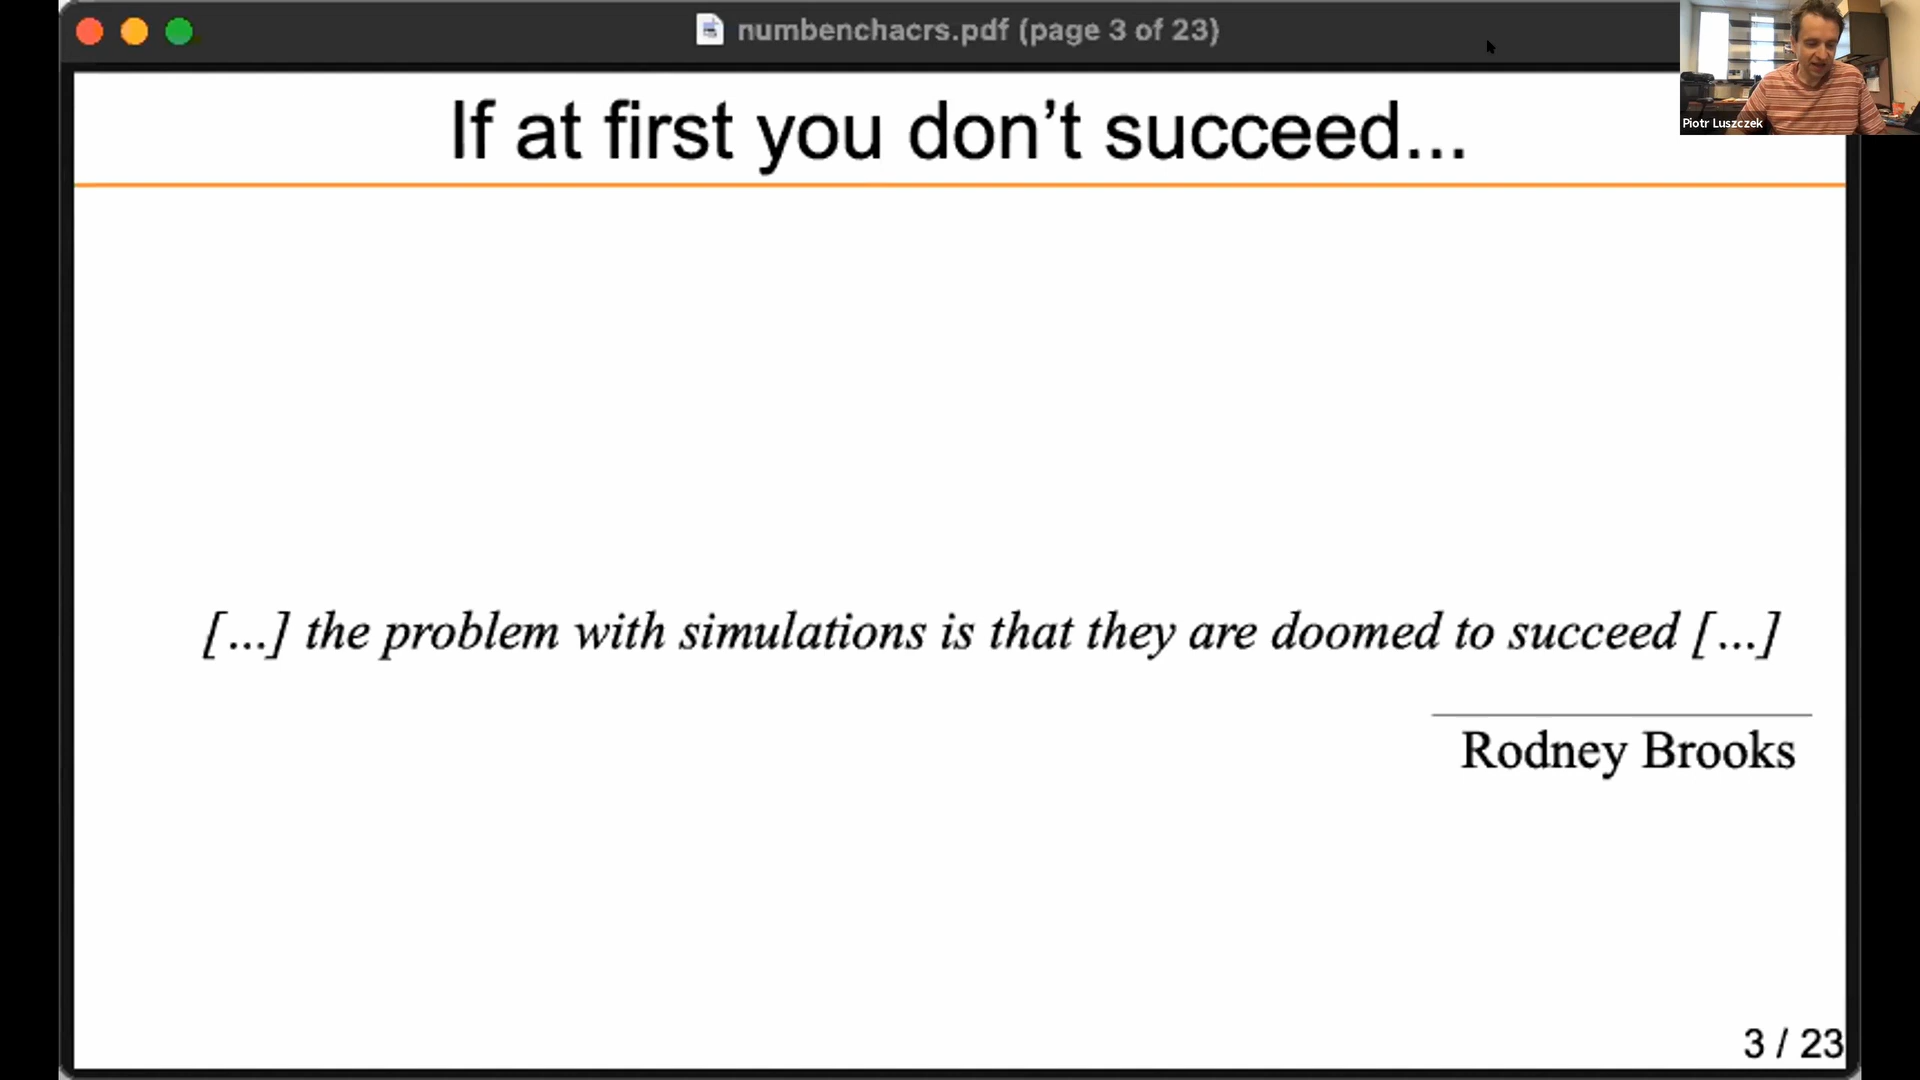 numbenchacrs.pdf (page 3 of 23)
Piotr Luszczek
If at first you don’t succeed...
[...] the problem with simulations is that they are doomed to succeed [...]
Rodney Brooks
3 / 23